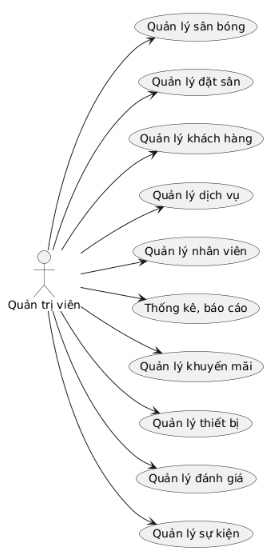 Quản lý sân bóng
Quản lý đặt sân
Quản lý khách hàng
Quản lý dịch vụ
Quản lý nhân viên
Quản trị viên
Thống kê, báo cáo
Quản lý khuyến mãi
Quản lý thiết bị
Quản lý đánh giá
Quản lý sự kiện